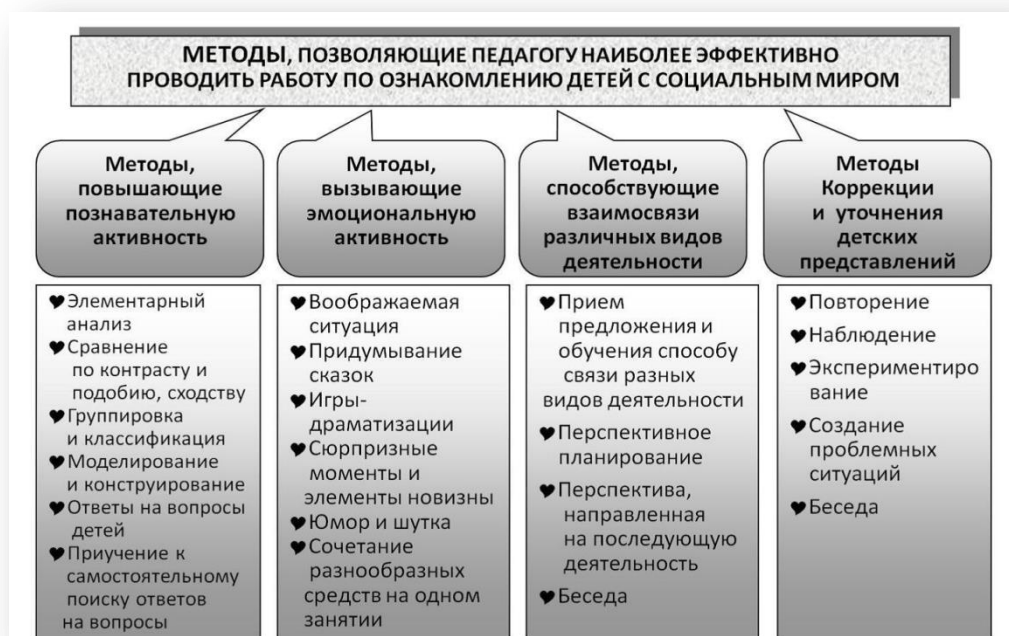 МЕТОДЫ, ПОЗВОЛЯЮЩИЕ ПЕДАГОГУ НАИБОЛЕЕ ЭФФЕКТИВНО
ПРОВОДИТЬ РАБОТУ ПО ОЗНАКОМЛЕНИЮ ДЕТЕЙ С СОЦИАЛЬНЫМ МИРОМ
Методы,
повышающие
познавательную
активность
❥Элементарный
анализ
❥Сравнение
по контрасту и
подобию, сходству
❥Группировка
и классификация
❥Моделирование
и конструирование
❥Ответы на вопросы
детей
❥Приучение к
самостоятельному
поиску ответов
на вопросы
Методы,
вызывающие
эмоциональную
активность
❥Воображаемая
ситуация
❥Придумывание
сказок
❥Игры-
драматизации
❥Сюрпризные
моменты и
элементы новизны
❥Юмор и шутка
❥Сочетание
разнообразных
средств на одном
занятии
Методы,
способствующие
взаимосвязи
различных видов
деятельности
❥Прием
предложения и
обучения способу
связи разных
видов деятельности
❥Перспективное
планирование
❥Перспектива,
направленная
на последующую
деятельность
❥Беседа
Методы
Коррекции
и уточнения
детских
представлений
❥Повторение
❥Наблюдение
❥Экспериментиро
вание
❥Создание
проблемных
ситуаций
❥Беседа